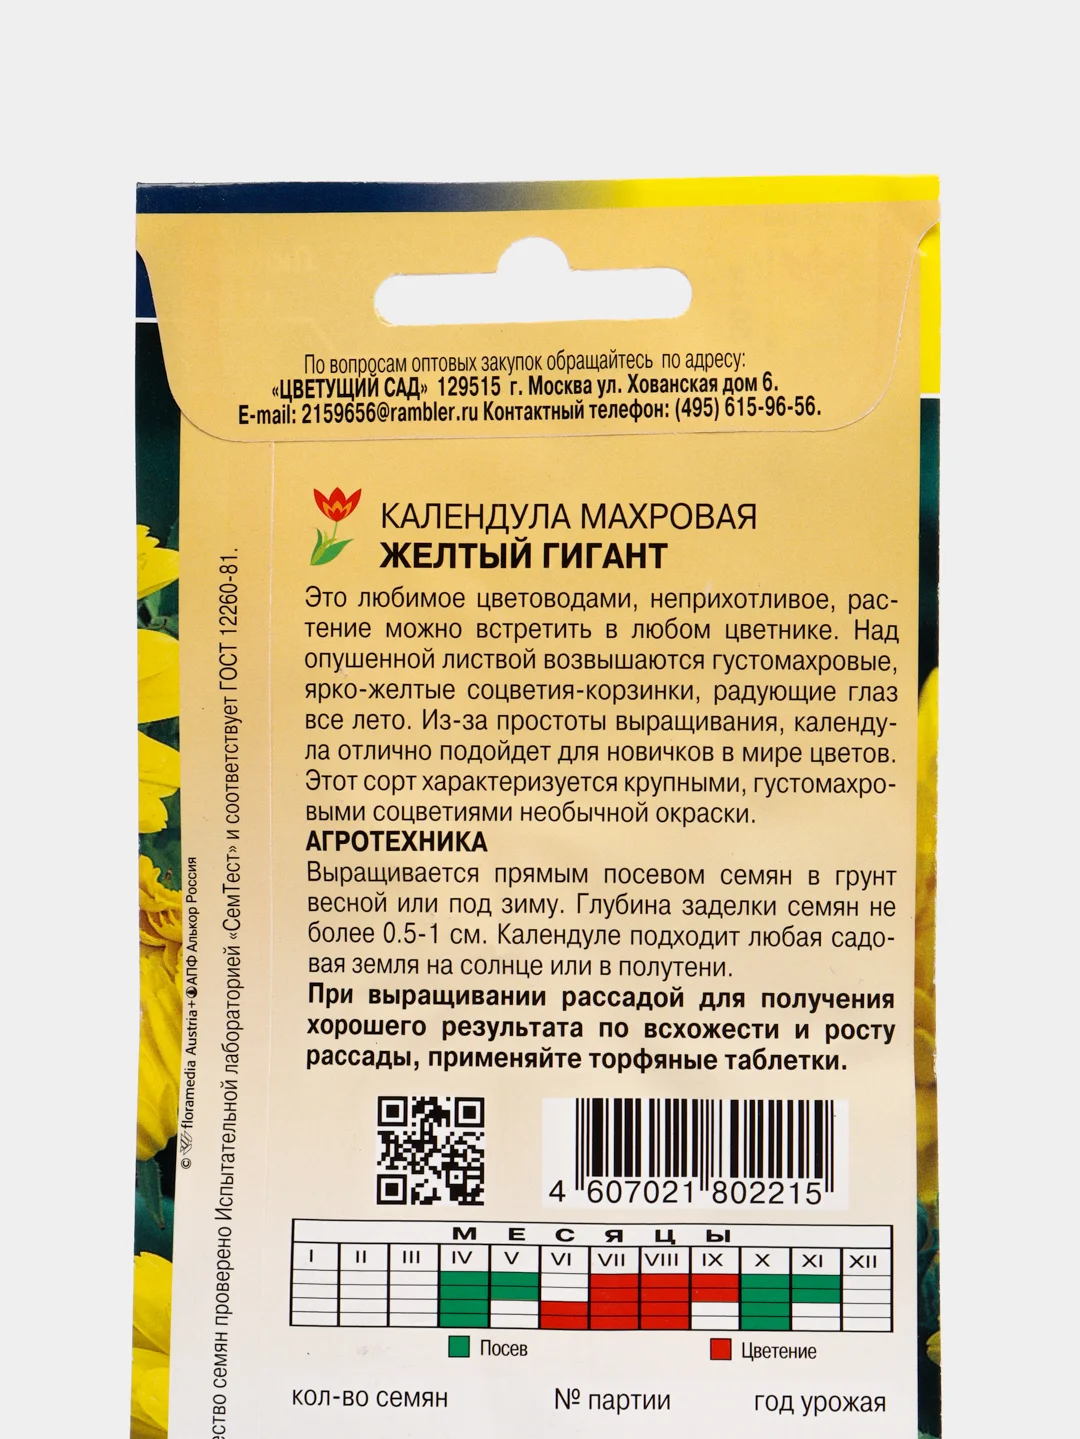 По вопросам оптовых закупок обращайтесь по адресу:
«ЦВЕТУЩИЙ САД» 129515 г. Москва ул. Хованская дом 6.
E-mail: 2159656@rambler.ru Контактный телефон: (495) 615-96-56.
КАЛЕНДУЛА МАХРОВАЯ
ЖЕЛТЫЙ ГИГАНТ
Это любимое цветоводами, неприхотливое, рас-
тение можно встретить в любом цветнике. Над
опушенной листвой возвышаются густомахровые,
ярко-желтые соцветия-корзинки, радующие глаз
все лето. Из-за простоты выращивания, календу-
ла отлично подойдет для новичков в мире цветов.
Этот сорт характеризуется крупными, густомахро-
выми соцветиями необычной окраски.
АГРОТЕХНИКА
Выращивается прямым посевом семян в грунт
весной или под зиму. Глубина заделки семян не
более 0.5-1 см. Календуле подходит любая садо-
вая земля на солнце или в полутени.
При выращивании рассадой для получения
хорошего результата по всхожести и росту
рассады, применяйте торфяные таблетки.
4 607021 802215
МЕСЯЦЫ
I II III IV V VI VII VIII IX X XI XII
Посев Цветение
кол-во семян № партии год урожая
© floramedia Austria+АПФ Алькор Россия
ество семян проверено Испытательной лабораторией «СемТест» и соответствует ГОСТ 12260-81.